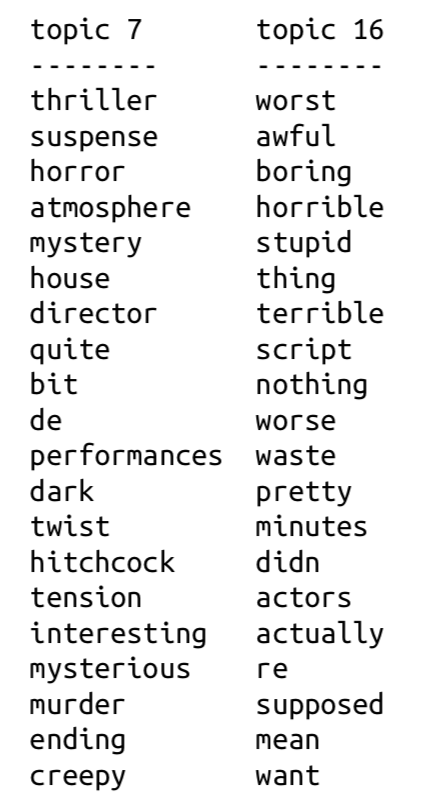 topic 7       topic 16
--------      --------
thriller      worst
suspense      awful
horror        boring
atmosphere    horrible
mystery       stupid
house         thing
director      terrible
quite         script
bit           nothing
de            worse
performances  waste
dark          pretty
twist         minutes
hitchcock     didn
tension       actors
interesting   actually
mysterious    re
murder        supposed
ending        mean
creepy        want